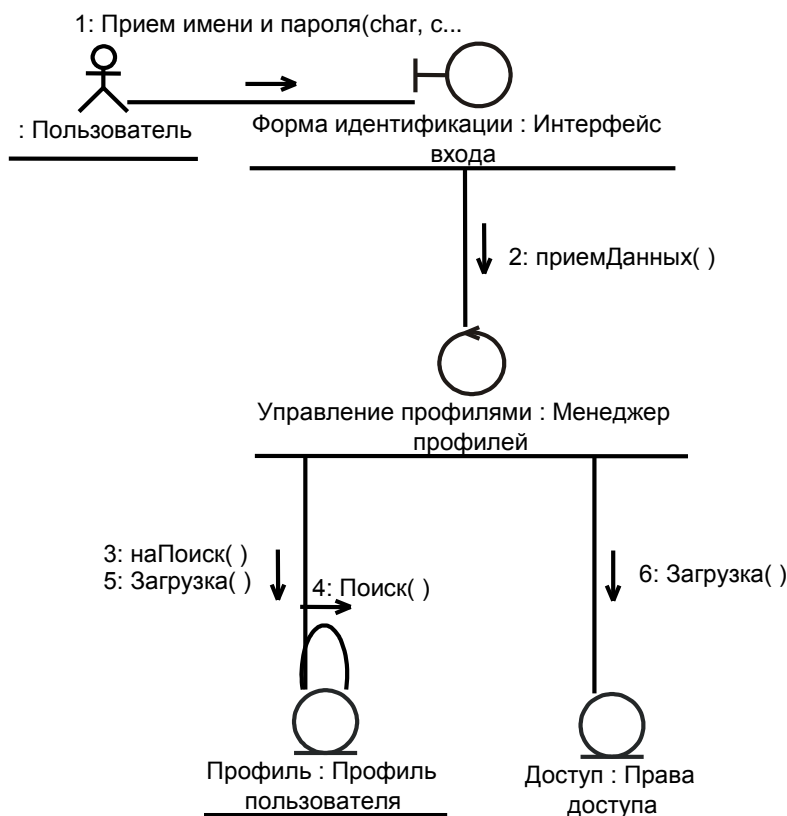 1: Прием имени и пароля(char, c...
: Пользователь
Форма идентификации : Интерфейс
входа
2: приемДанных( )
Управление профилями : Менеджер
профилей
3: наПоиск( )
5: Загрузка( )
4: Поиск( )
6: Загрузка( )
Профиль : Профиль
пользователя
Доступ : Права
доступа